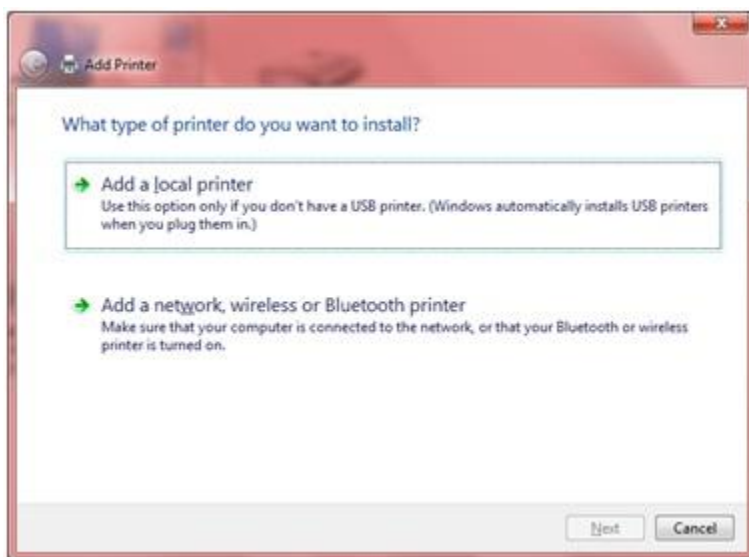 Add Printer
What type of printer do you want to install?
Add a local printer
Use this option only if you don't have a USB printer. (Windows automatically installs USB printers
when you plug them in.)
Add a network, wireless or Bluetooth printer
Make sure that your computer is connected to the network, or that your Bluetooth or wireless
printer is turned on.
Next Cancel